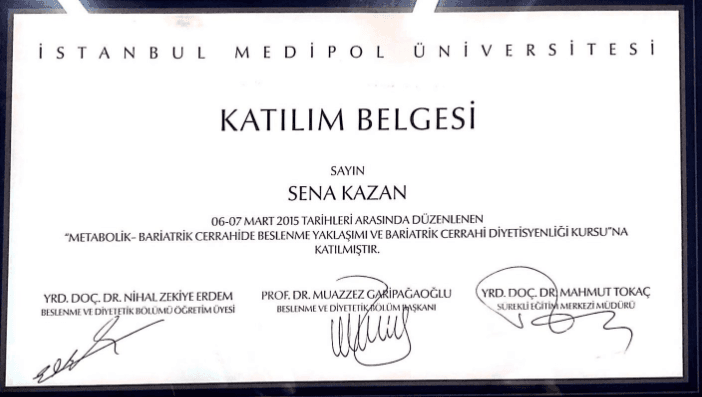 İSTANBUL MEDİPOL ÜNİVERSİTESİ
KATILIM BELGESİ
SAYIN
SENA KAZAN
06-07 MART 2015 TARİHLERİ ARASINDA DÜZENLENEN
“METABOLİK- BARİATRİK CERRAHİDE BESLENME YAKLAŞIMI VE BARİATRİK CERRAHİ DİYETİSYENLİĞİ KURSU”NA
KATILMIŞTIR.
YRD. DOÇ. DR. NİHAL ZEKİYE ERDEM
BESLENME VE DİYETETİK BÖLÜMÜ ÖĞRETİM ÜYESİ
PROF. DR. MUAZZEZ GARİPAĞAOĞLU
BESLENME VE DİYETETİK BÖLÜM BAŞKANI
YRD. DOÇ. DR. MAHMUT TOKAÇ
SÜREKLİ EĞİTİM MERKEZİ MÜDÜRÜ